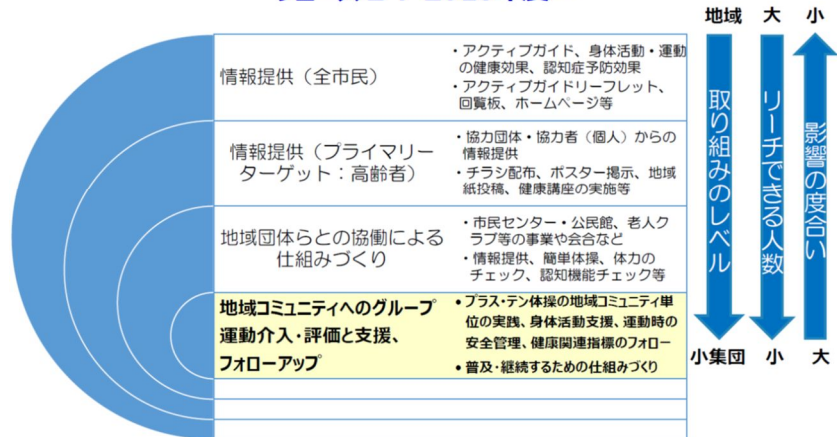 地域 大 小
情報提供（全市民）
・アクティブガイド、身体活動・運動
の健康効果、認知症予防効果
・アクティブガイドリーフレット、
回覧板、ホームページ等
情報提供（プライマリー
ターゲット：高齢者）
・協力団体・協力者（個人）からの
情報提供
・チラシ配布、ポスター掲示、地域
紙投稿、健康講座の実施等
地域団体らとの協働による
仕組みづくり
・市民センター・公民館、老人ク
ラブ等の事業や会合など
・情報提供、簡単体操、体力の
チェック、認知機能チェック等
地域コミュニティへのグループ
運動介入・評価と支援、
フォローアップ
・プラス・テン体操の地域コミュニティ単
位の実践、身体活動支援、運動時の
安全管理、健康関連指標のフォロー
・普及・継続するための仕組みづくり
取り組みのレベル
リーチできる人数
影響の度合い
小集団 小 大